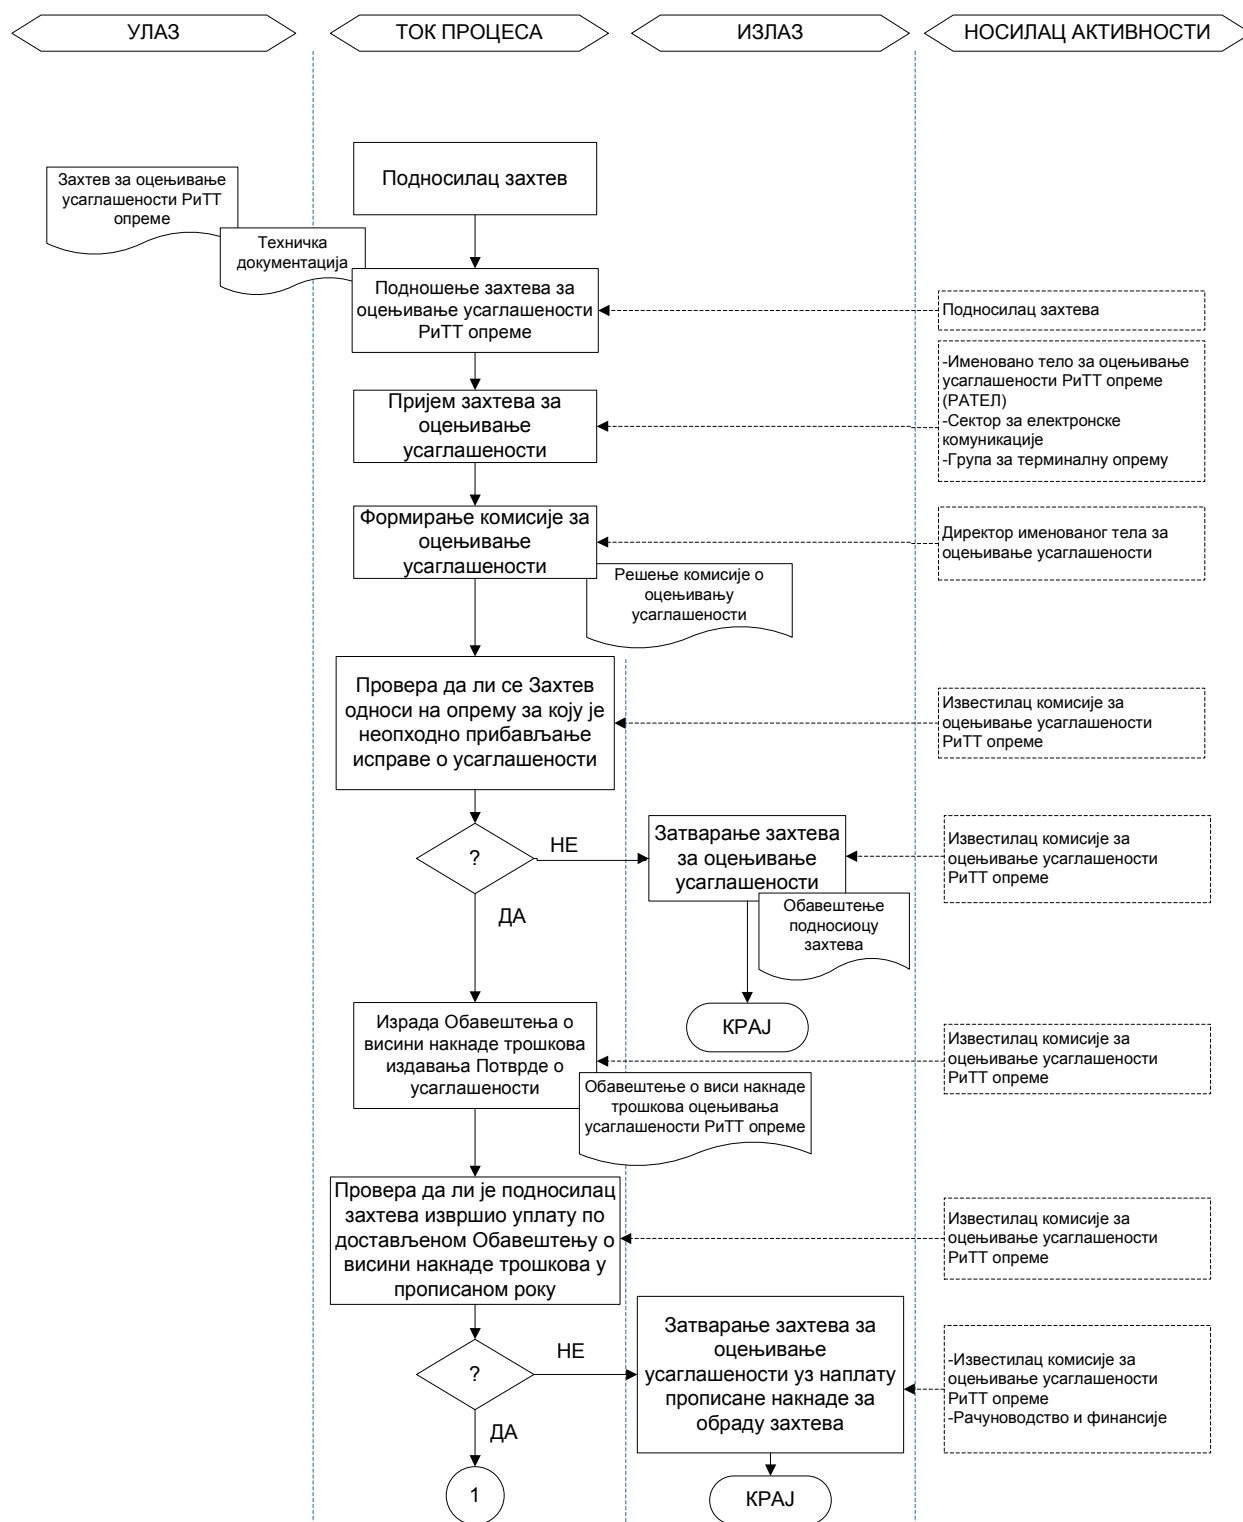 УЛАЗ
ТОК ПРОЦЕСА
ИЗЛАЗ
НОСИЛАЦ АКТИВНОСТИ
Подносилац захтев
Захтев за оцењивање
усаглашености РиТТ
опреме
Техничка
документација
Подношење захтева за
оцењивање усаглашености
РиТТ опреме
Подносилац захтева
Пријем захтева за
оцењивање
усаглашености
-Именовано тело за оцењивање
усаглашености РиТТ опреме
(РАТЕЛ)
-Сектор за електронске
комуникације
-Група за терминалну опрему
Формирање комисије за
оцењивање
усаглашености
Директор именованог тела за
оцењивање усаглашености
Решење комисије о
оцењивању
усаглашености
Провера да ли се Захтев
односи на опрему за коју је
неопходно прибављање
исправе о усаглашености
Известилац комисије за
оцењивање усаглашености
РиТТ опреме
?
НЕ
ДА
Затварање захтева
за оцењивање
усаглашености
Известилац комисије за
оцењивање усаглашености
РиТТ опреме
Обавештење
подносиоцу
захтева
КРАЈ
Израда Обавештења о
висини накнаде трошкова
издавања Потврде о
усаглашености
Известилац комисије за
оцењивање усаглашености
РиТТ опреме
Обавештење о виси накнаде
трошкова оцењивања
усаглашености РиТТ опреме
Провера да ли је подносилац
захтева извршио уплату по
достављеном Обавештењу о
висини накнаде трошкова у
прописаном року
Известилац комисије за
оцењивање усаглашености
РиТТ опреме
?
НЕ
ДА
Затварање захтева за
оцењивање
усаглашености уз наплату
прописане накнаде за
обраду захтева
-Известилац комисије за
оцењивање усаглашености
РиТТ опреме
-Рачуноводство и финансије
1
КРАЈ